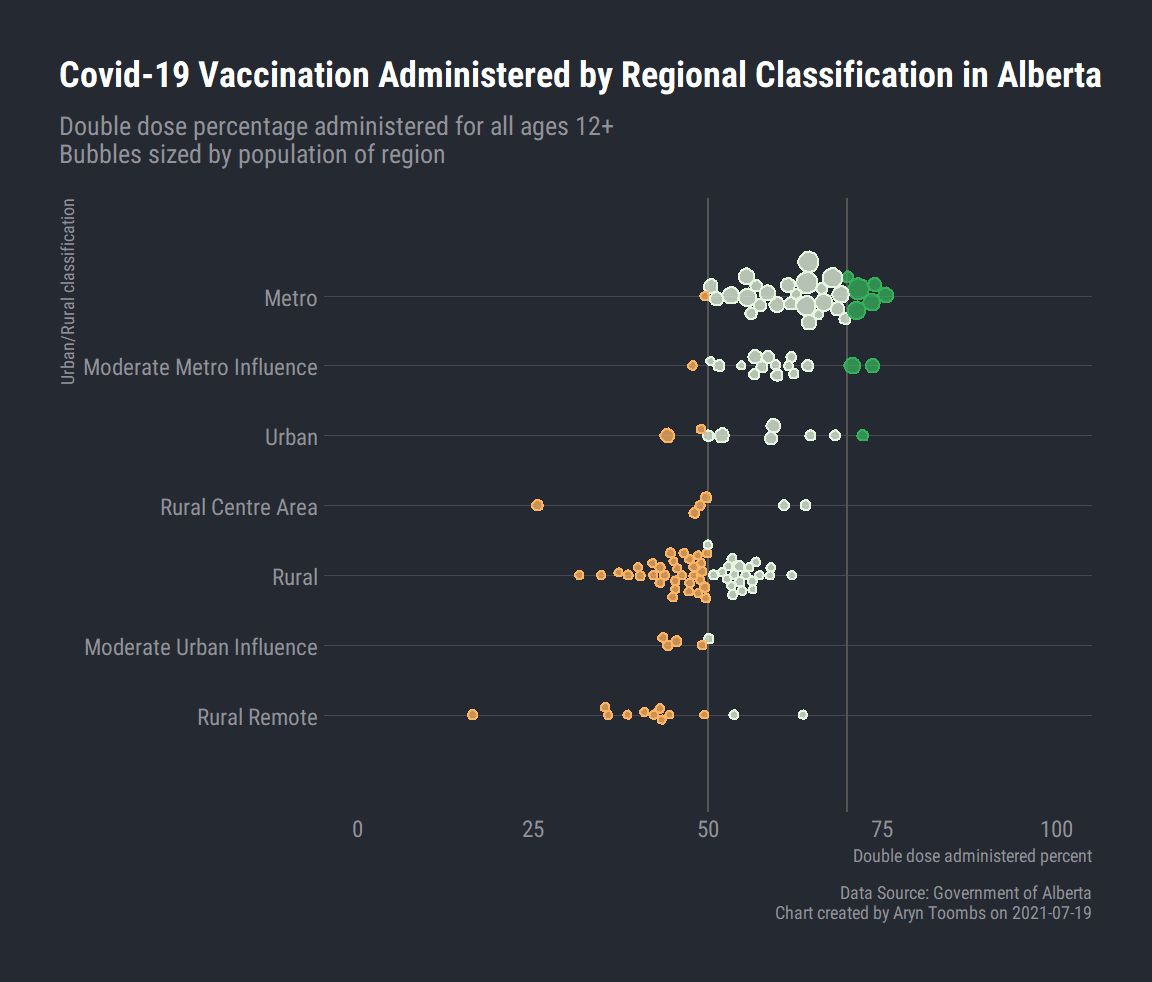 Covid-19 Vaccination Administered by Regional Classification in Alberta
Double dose percentage administered for all ages 12+
Bubbles sized by population of region
Urban/Rural classification
Metro
Moderate Metro Influence
Urban
Rural Centre Area
Rural
Moderate Urban Influence
Rural Remote
0 25 50 75 100
Double dose administered percent
Data Source: Government of Alberta
Chart created by Aryn Toombs on 2021-07-19